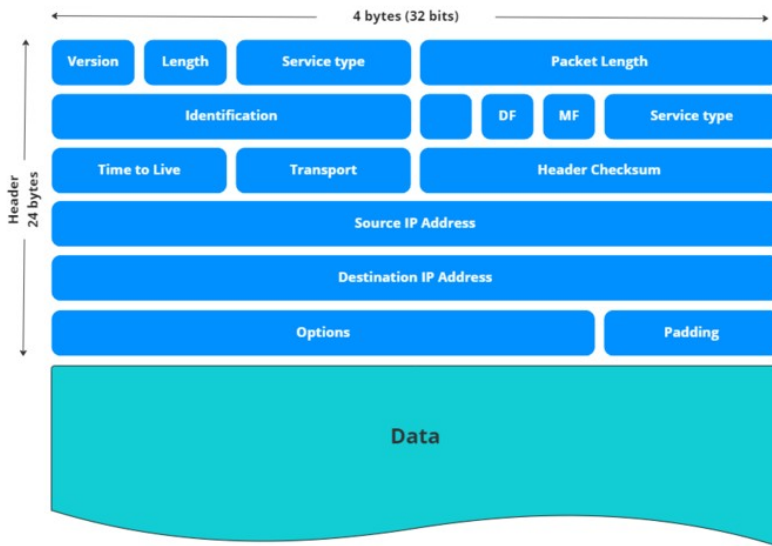 4 bytes (32 bits)
Version Length Service type Packet Length
Identification DF MF Service type
Time to Live Transport Header Checksum
Header
24 bytes
Source IP Address
Destination IP Address
Options Padding
Data